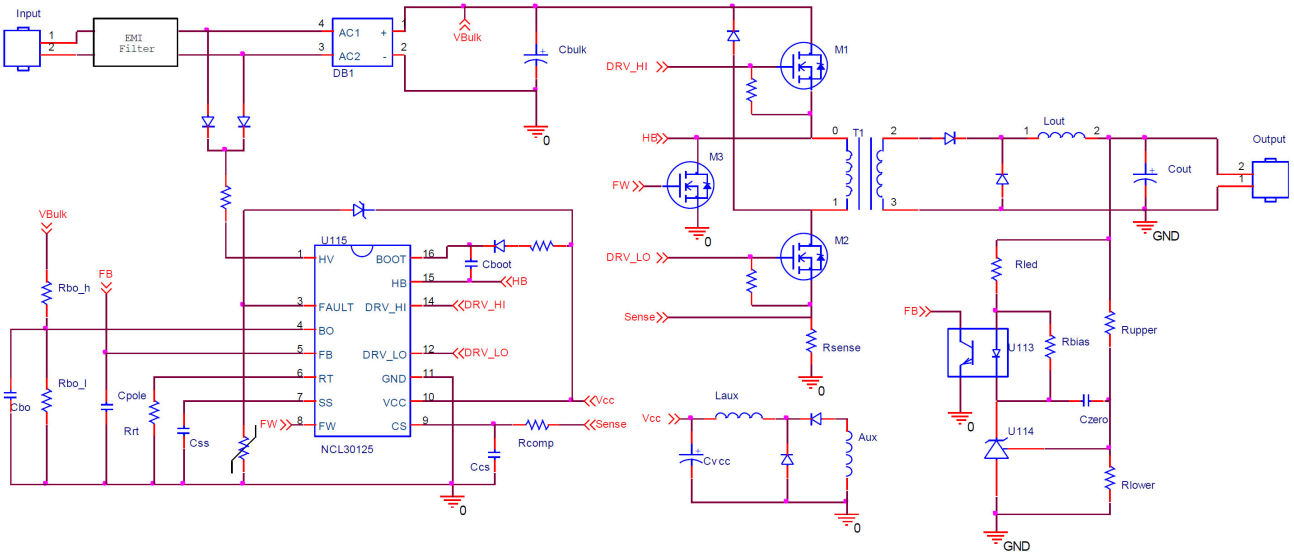 Input
1
2
EMI
Filter
4
3
AC1
AC2
+
-
DB1
1
2
VBulk
Cbulk
0
DRV_HI
M1
HB
M3
FW
0
0
1
T1
2
3
M2
DRV_LO
Sense
Rsense
0
1
Lout
2
Cout
GND
Output
2
1
VBulk
Rbo_h
FB
Rbo_l
Cbo
Cpole
Rrt
Css
FW
U115
1
HV
3
FAULT
4
BO
5
FB
6
RT
7
SS
8
FW
BOOT
16
HB
15
DRV_HI
14
DRV_LO
12
GND
11
VCC
10
CS
9
NCL30125
Cboot
HB
DRV_HI
DRV_LO
Vcc
Sense
Rcomp
Ccs
0
Vcc
Laux
Cvcc
Aux
0
Rled
FB
U113
Rbias
Rupper
0
Czero
U114
Rlower
GND